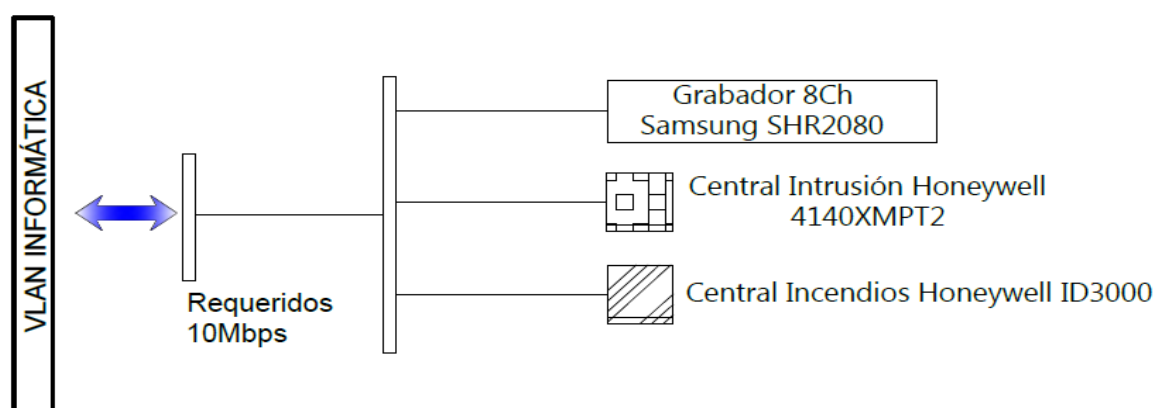 VLAN INFORMÁTICA
Requeridos
10Mbps
Grabador 8Ch
Samsung SHR2080
Central Intrusión Honeywell
4140XMPT2
Central Incendios Honeywell ID3000